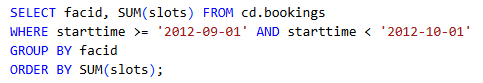 SELECT facid, SUM(slots) FROM cd.bookings
WHERE starttime >= '2012-09-01' AND starttime < '2012-10-01'
GROUP BY facid
ORDER BY SUM(slots);